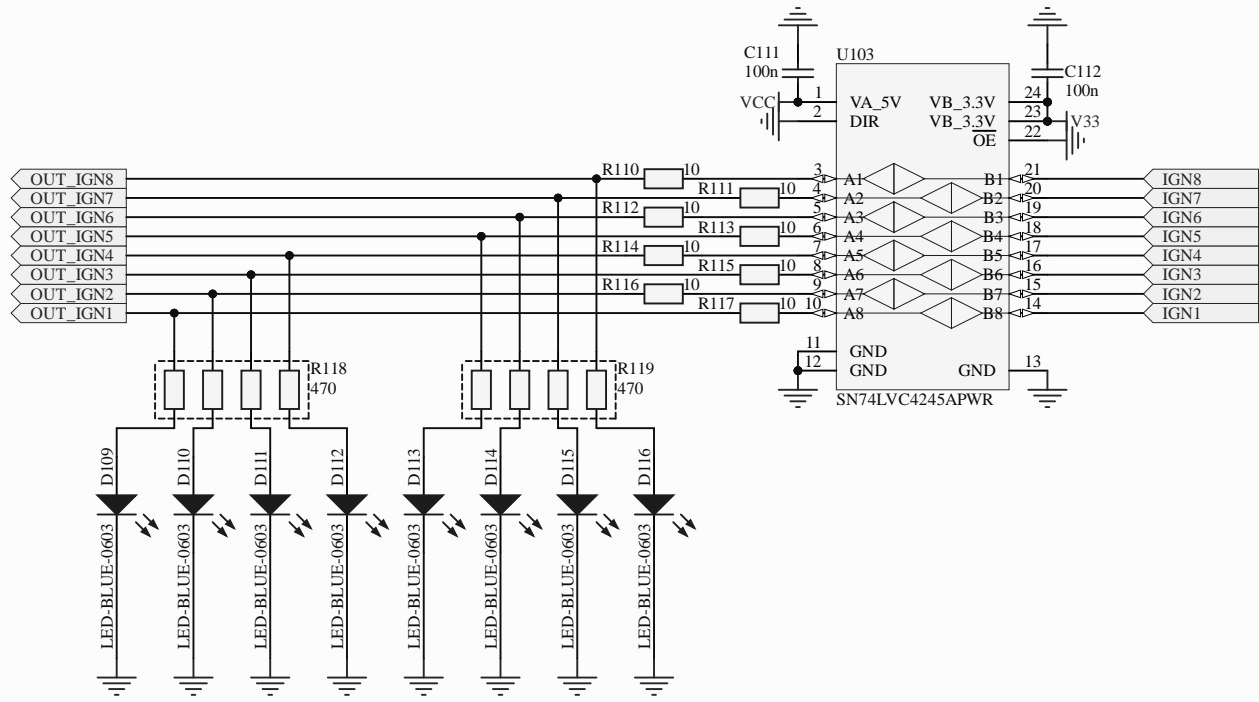 C111
100n
U103
C112
100n
VCC
1
VA_5V
VB_3.3V
24
2
DIR
VB_3.3V
23
V33
OE
22
OUT_IGN8
R110
10
3
A1
B1
21
IGN8
OUT_IGN7
R111
10
4
A2
B2
20
IGN7
OUT_IGN6
R112
10
5
A3
B3
19
IGN6
OUT_IGN5
R113
10
6
A4
B4
18
IGN5
OUT_IGN4
R114
10
7
A5
B5
17
IGN4
OUT_IGN3
R115
10
8
A6
B6
16
IGN3
OUT_IGN2
R116
10
9
A7
B7
15
IGN2
OUT_IGN1
R117
10
10
A8
B8
14
IGN1
11
GND
12
GND
GND
13
SN74LVC4245APWR
R118
470
R119
470
D109
D110
D111
D112
D113
D114
D115
D116
LED-BLUE-0603
LED-BLUE-0603
LED-BLUE-0603
LED-BLUE-0603
LED-BLUE-0603
LED-BLUE-0603
LED-BLUE-0603
LED-BLUE-0603